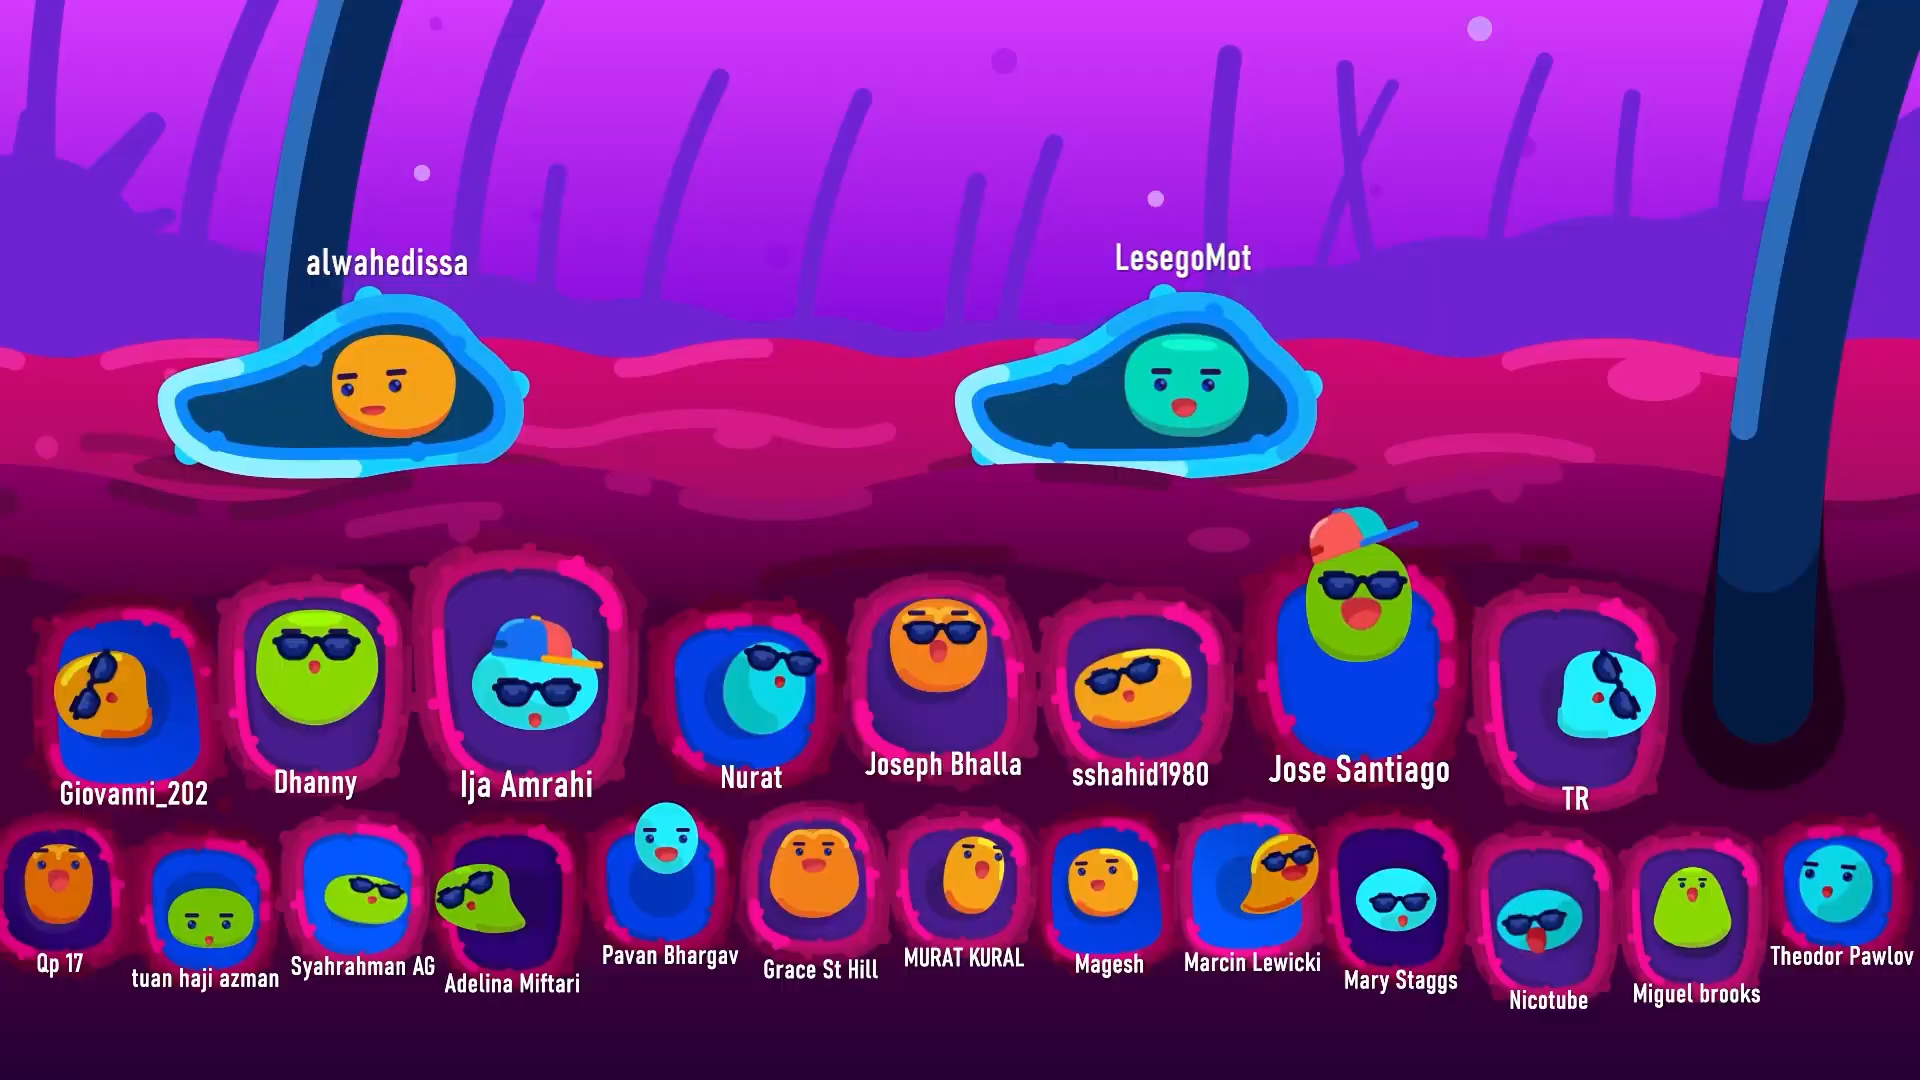 alwahedissa
LesegoMot
Giovanni_202
Dhanny
Ija Amrahi
Nurat
Joseph Bhalla
sshahid1980
Jose Santiago
TR
Qp 17
tuan haji azman
Syahrahman AG
Adelina Miftari
Pavan Bhargav
Grace St Hill
MURAT KURAL
Magesh
Marcin Lewicki
Mary Staggs
Nicotube
Miguel brooks
Theodor Pawlov